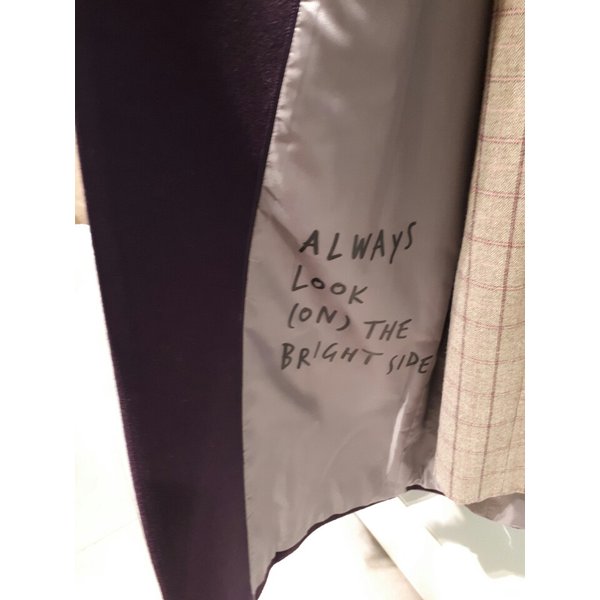 ALWAYS
LOOK
(ON) THE
BRIGHT SIDE